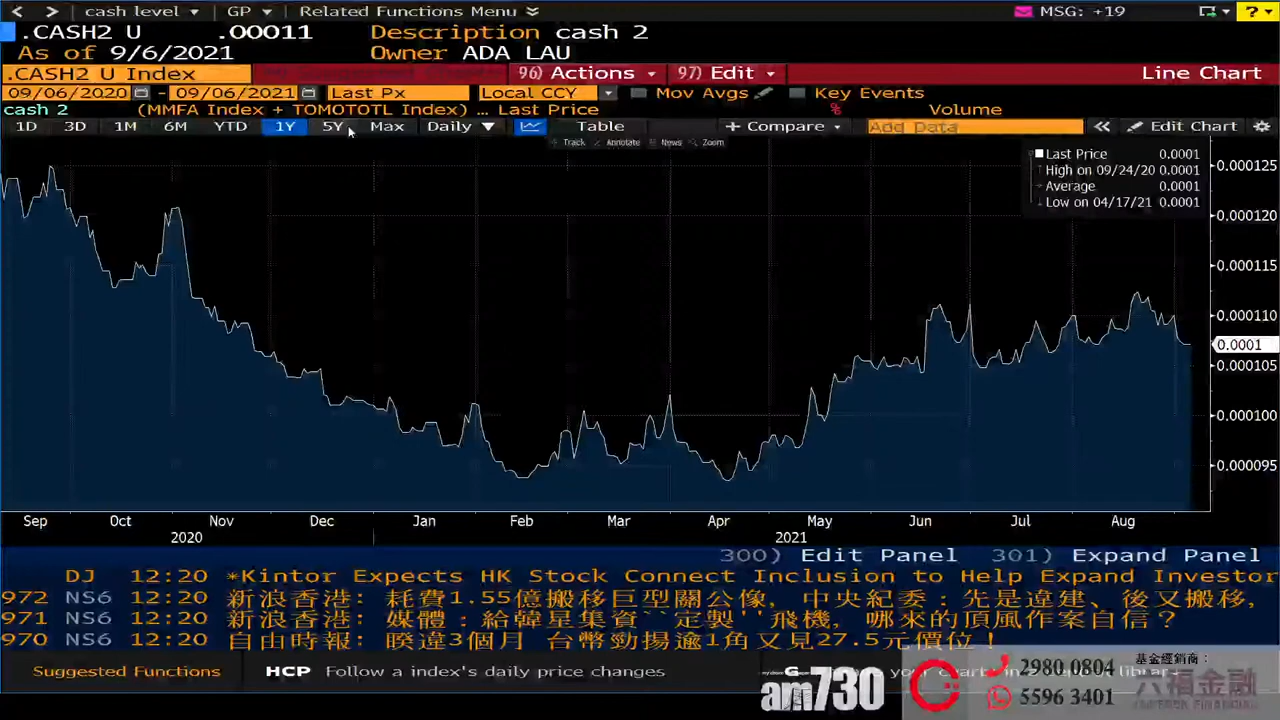 < > cash level ▾ GP ▾ Related Functions Menu MSG: +19 ?
.CASH2 U .00011 Description cash 2
As of 9/6/2021 Owner ADA LAU
.CASH2 U Index 96) Actions 97) Edit Line Chart
09/06/2020 - 09/06/2021 Last Px Local CCY Mov Avgs Key Events
cash 2 (MMFA Index + TOMOTOTL Index) … Last Price % Volume
1D 3D 1M 6M YTD 1Y 5Y Max Daily ▼ Table + Compare Add Data « Edit Chart
Track Annotate News Zoom
Last Price 0.0001
High on 09/24/20 0.0001
Average 0.0001
Low on 04/17/21 0.0001
0.000125
0.000120
0.000115
0.000110
0.0001
0.000105
0.000100
0.000095
Sep Oct Nov Dec Jan Feb Mar Apr May Jun Jul Aug
2020 2021
300) Edit Panel 301) Expand Panel
DJ 12:20 *Kintor Expects HK Stock Connect Inclusion to Help Expand Investor
972 NS6 12:20 新浪香港: 耗費1.55億搬移巨型關公像, 中央紀委:先是違建、後又搬移,
971 NS6 12:20 新浪香港: 媒體:給韓星集資``定製''飛機, 哪來的頂風作案自信?
970 NS6 12:20 自由時報: 睽違3個月 台幣勁揚逾1角又見27.5元價位!
Suggested Functions HCP Follow a index's daily price changes
am730
2980 0804
5596 3401
基金經銷商:
六福金融